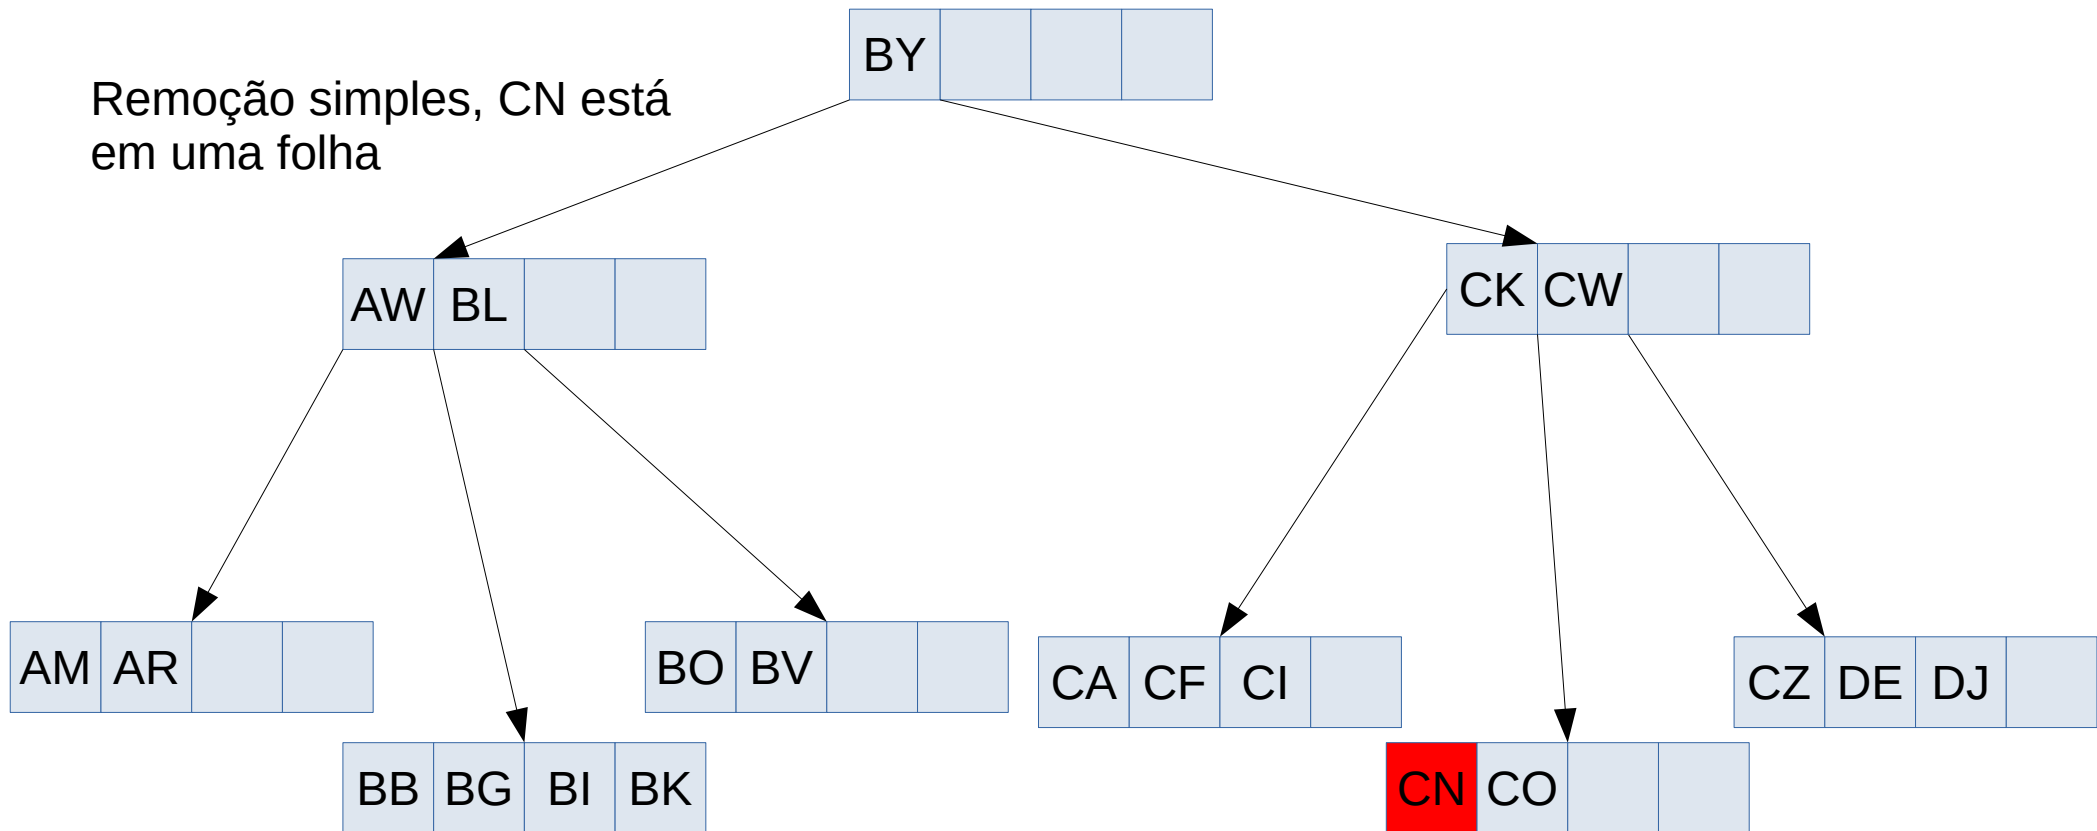 BY
Remoção simples, CN está
em uma folha
AW BL
CK CW
AM AR
BO BV
CA CF CI
CZ DE DJ
BB BG BI BK
CN CO